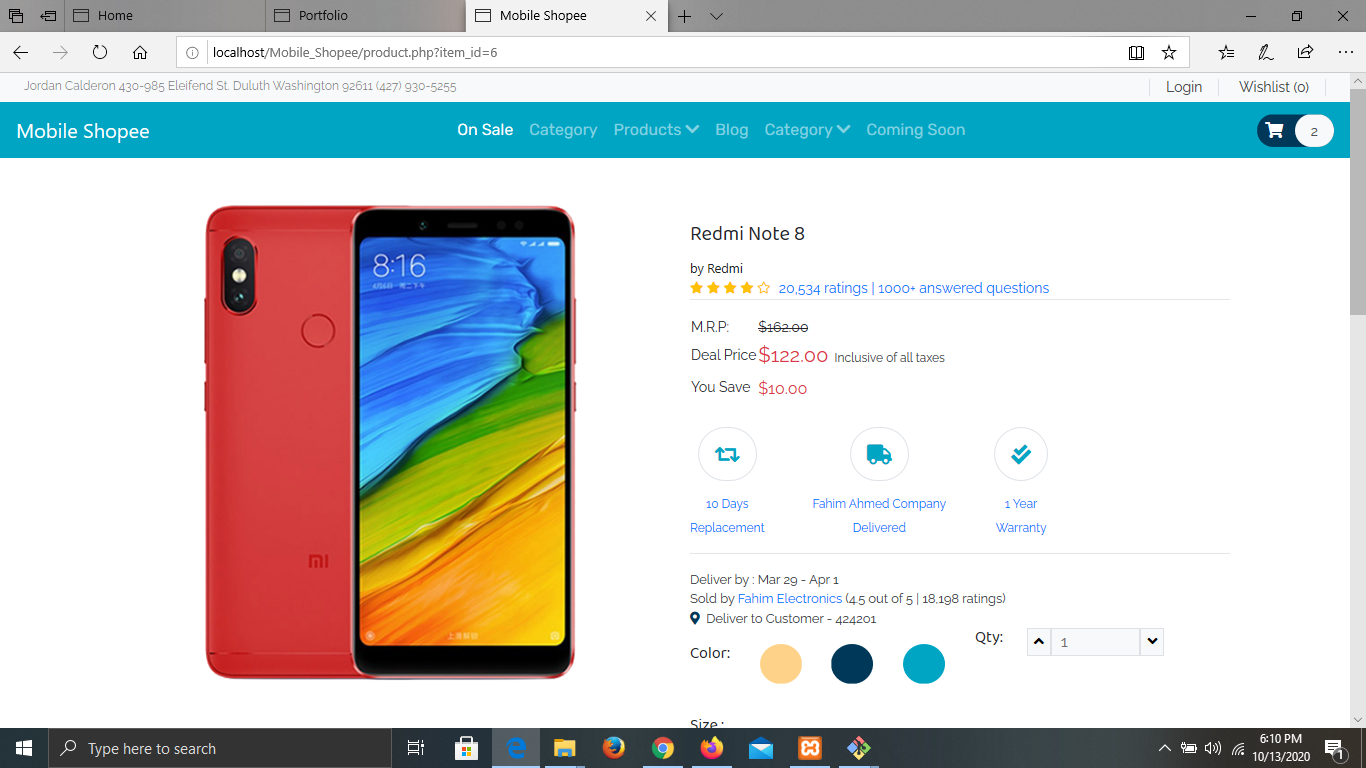 Home
Portfolio
Mobile Shopee
localhost/Mobile_Shopee/product.php?item_id=6
Jordan Calderon 430-985 Eleifend St. Duluth Washington 92611 (427) 930-5255
Login
Wishlist (0)
Mobile Shopee
On Sale
Category
Products
Blog
Category
Coming Soon
2
8:16
MI
Redmi Note 8
by Redmi
20,534 ratings | 1000+ answered questions
M.R.P: $162.00
Deal Price $122.00 Inclusive of all taxes
You Save $10.00
10 Days
Replacement
Fahim Ahmed Company
Delivered
1 Year
Warranty
Deliver by : Mar 29 - Apr 1
Sold by Fahim Electronics (4.5 out of 5 | 18,198 ratings)
Deliver to Customer - 424201
Color:
Qty:
1
Size :
Type here to search
6:10 PM
10/13/2020
1